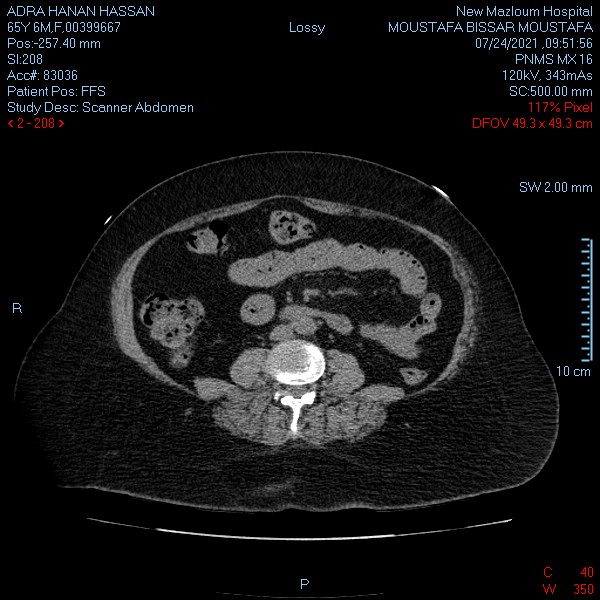 ADRA HANAN HASSAN
65Y 6M,F,00399667
Pos:-257.40 mm
SI:208
Acc#: 83036
Patient Pos: FFS
Study Desc: Scanner Abdomen
< 2 - 208 >
Lossy
New Mazloum Hospital
MOUSTAFA BISSAR MOUSTAFA
07/24/2021 ,09:51:56
PNMS MX 16
120kV, 343mAs
SC:500.00 mm
117% Pixel
DFOV 49.3 x 49.3 cm
SW 2.00 mm
R
10 cm
P
C 40
W 350